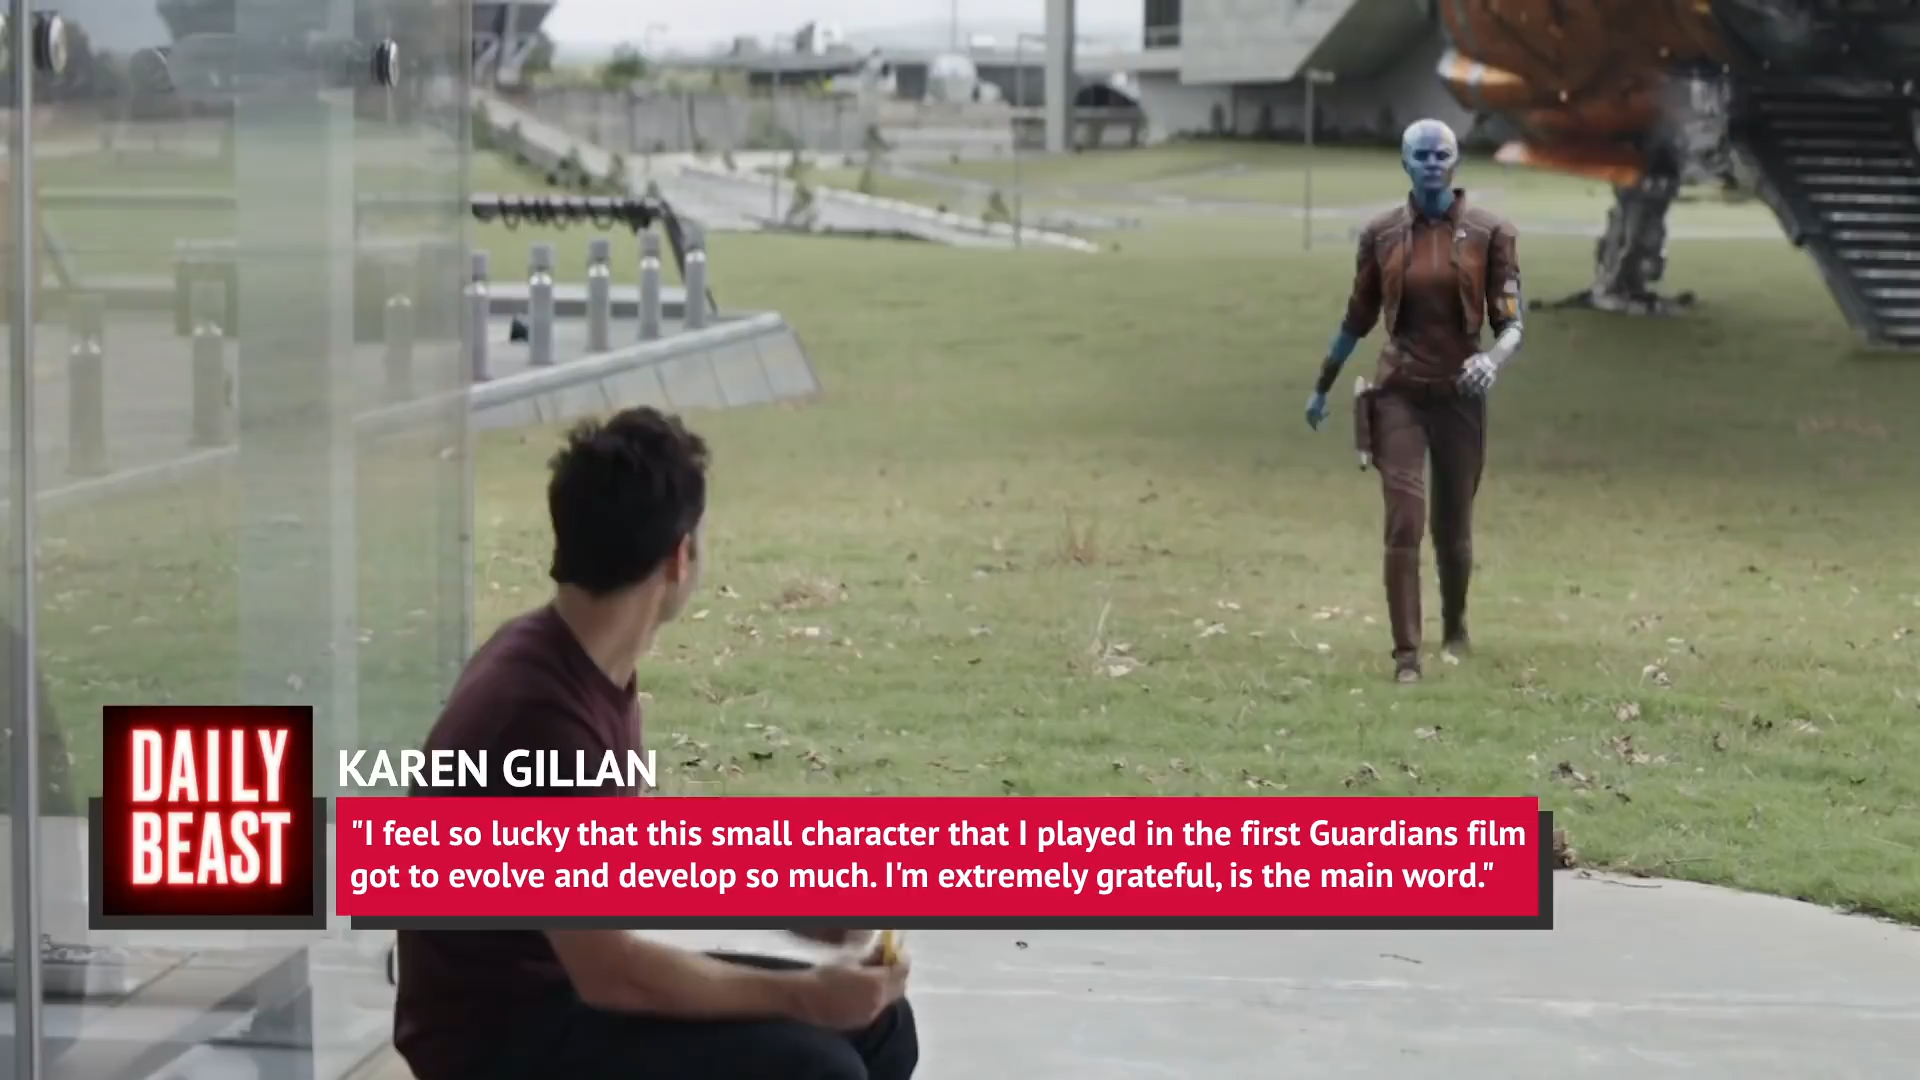 DAILY
BEAST
KAREN GILLAN
"I feel so lucky that this small character that I played in the first Guardians film
got to evolve and develop so much. I'm extremely grateful, is the main word."